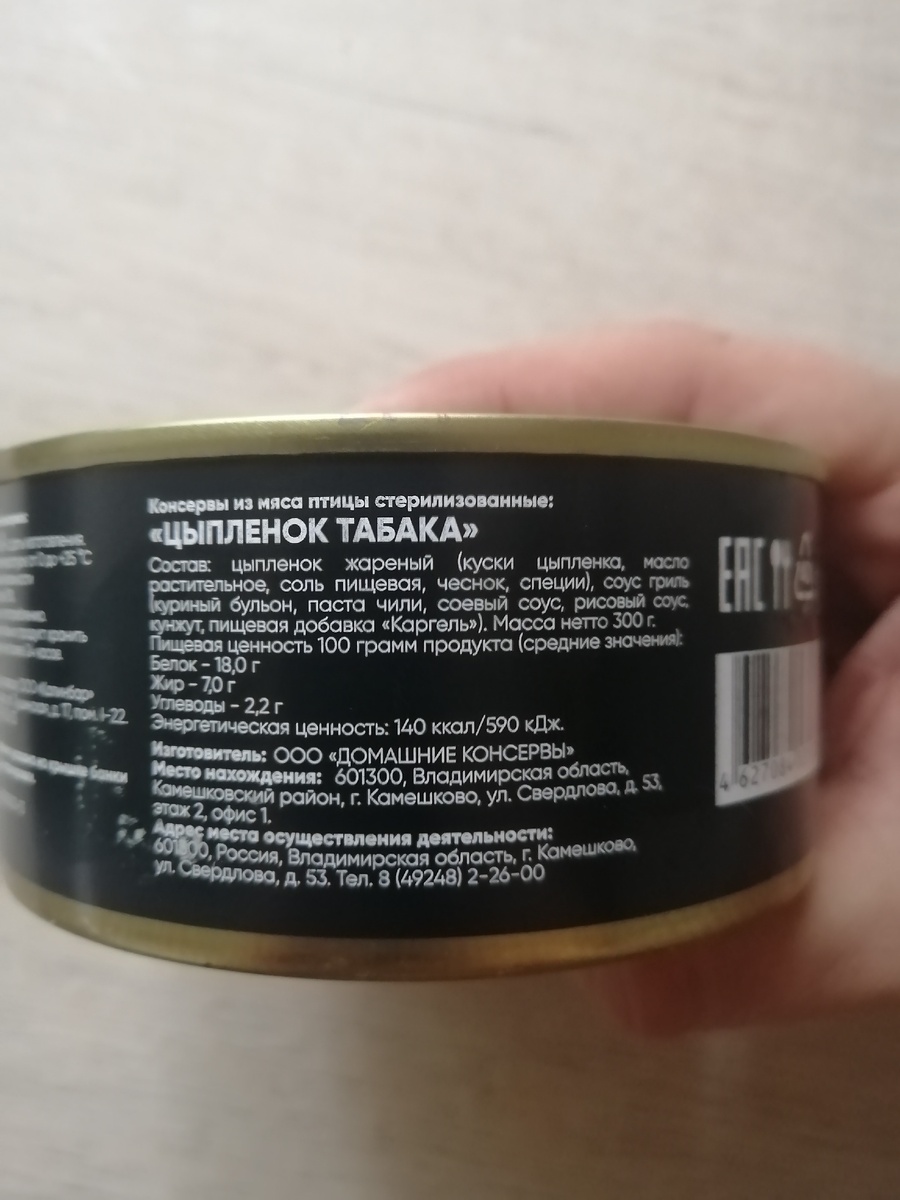 Консервы из мяса птицы стерилизованные:
«ЦЫПЛЕНОК ТАБАКА»
Состав: цыпленок жареный (куски цыпленка, масло
растительное, соль пищевая, чеснок, специи), соус гриль
(куриный бульон, паста чили, соевый соус, рисовый соус,
кунжут, пищевая добавка «Каргель»). Масса нетто 300 г.
Пищевая ценность 100 грамм продукта (средние значения):
Белок – 18,0 г
Жир – 7,0 г
Углеводы – 2,2 г
Энергетическая ценность: 140 ккал/590 кДж.
Изготовитель: ООО «ДОМАШНИЕ КОНСЕРВЫ»
Место нахождения: 601300, Владимирская область,
Камешковский район, г. Камешково, ул. Свердлова, д. 53,
этаж 2, офис 1.
Адрес места осуществления деятельности:
601300, Россия, Владимирская область, г. Камешково,
ул. Свердлова, д. 53. Тел. 8 (49248) 2-26-00
хранить
банки
EAC